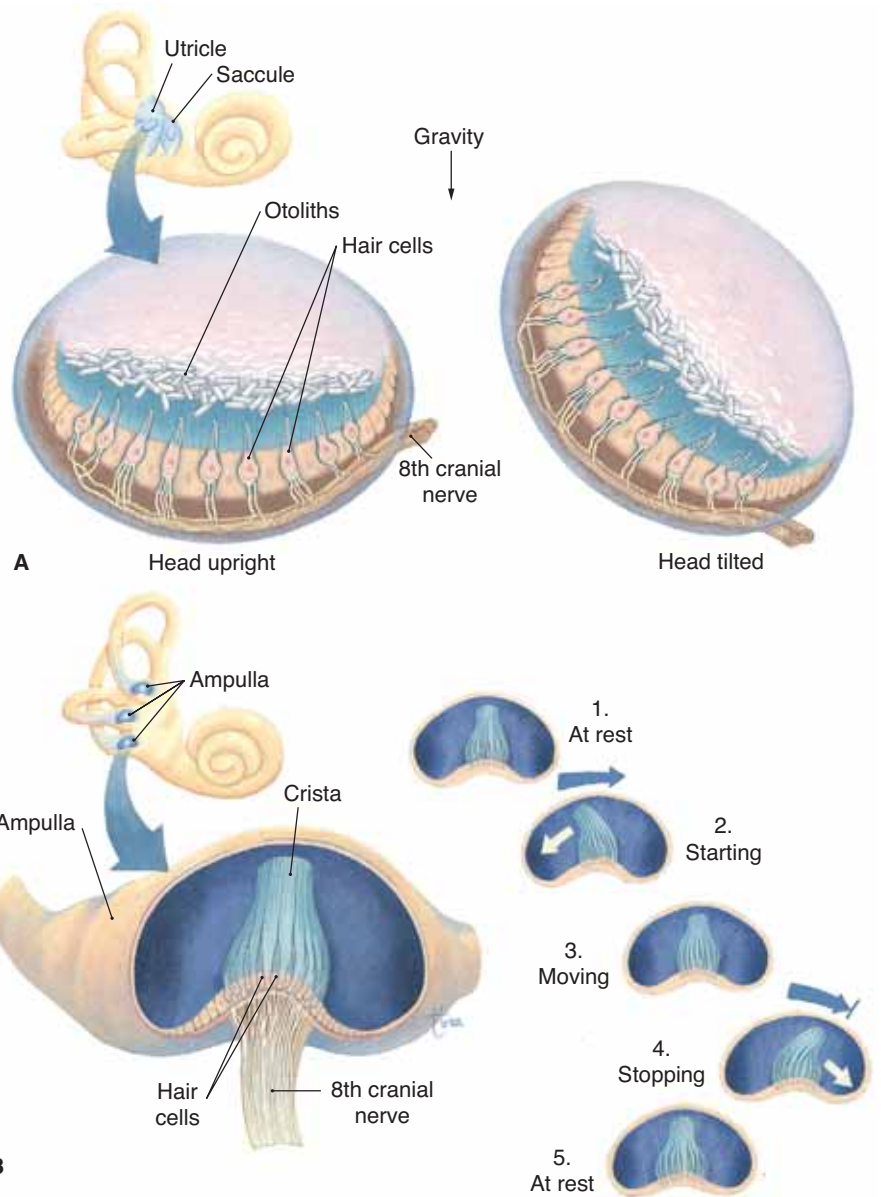 Utricle
Saccule
Gravity
Otoliths
Hair cells
8th cranial
nerve
A
Head upright
Head tilted
Ampulla
1.
At rest
Crista
Ampulla
2.
Starting
3.
Moving
4.
Stopping
Hair
cells
8th cranial
nerve
5.
At rest
B